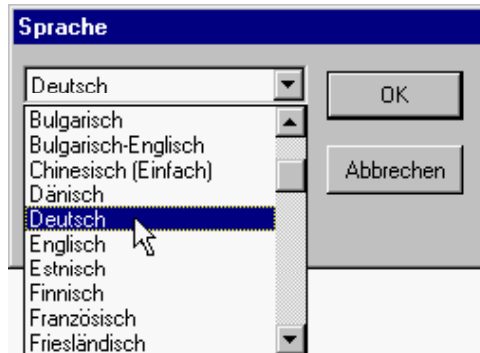 Sprache
Deutsch
OK
Bulgarisch
Bulgarisch-Englisch
Chinesisch (Einfach)
Abbrechen
Dänisch
Deutsch
Englisch
Estnisch
Finnisch
Französisch
Friesländisch